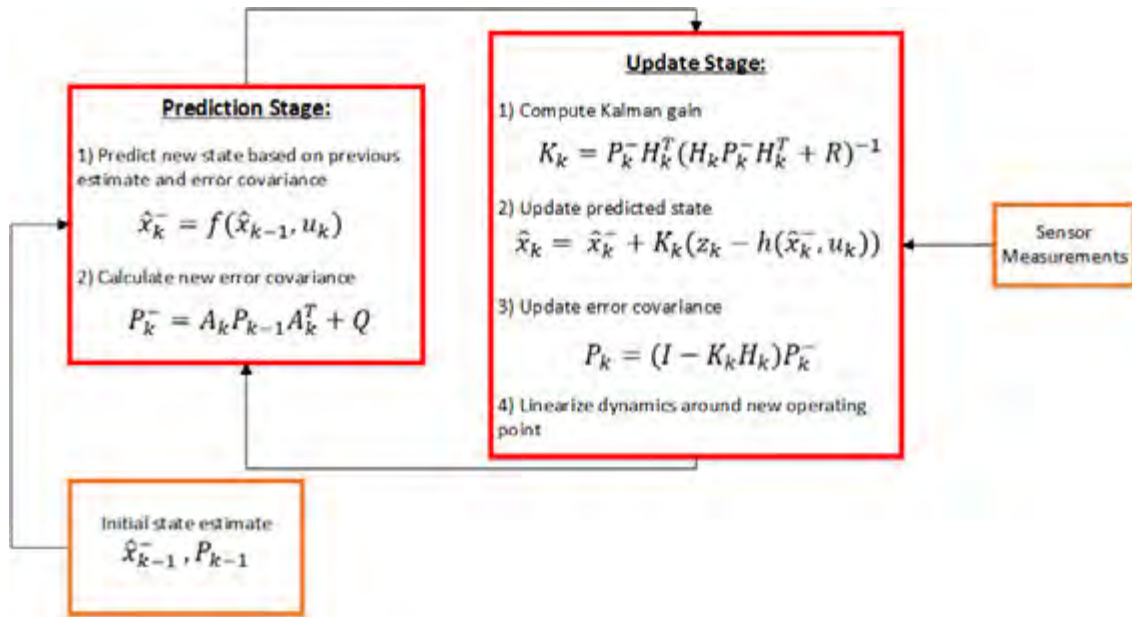 Prediction Stage:
1) Predict new state based on previous
estimate and error covariance
x̂ₖ⁻ = f(x̂ₖ₋₁, uₖ)
2) Calculate new error covariance
Pₖ⁻ = AₖPₖ₋₁Aₖᵀ + Q
Update Stage:
1) Compute Kalman gain
Kₖ = Pₖ⁻Hₖᵀ(HₖPₖ⁻Hₖᵀ + R)⁻¹
2) Update predicted state
x̂ₖ = x̂ₖ⁻ + Kₖ(zₖ − h(x̂ₖ⁻, uₖ))
3) Update error covariance
Pₖ = (I − KₖHₖ)Pₖ⁻
4) Linearize dynamics around new operating
point
Sensor
Measurements
Initial state estimate
x̂ₖ₋₁⁻, Pₖ₋₁